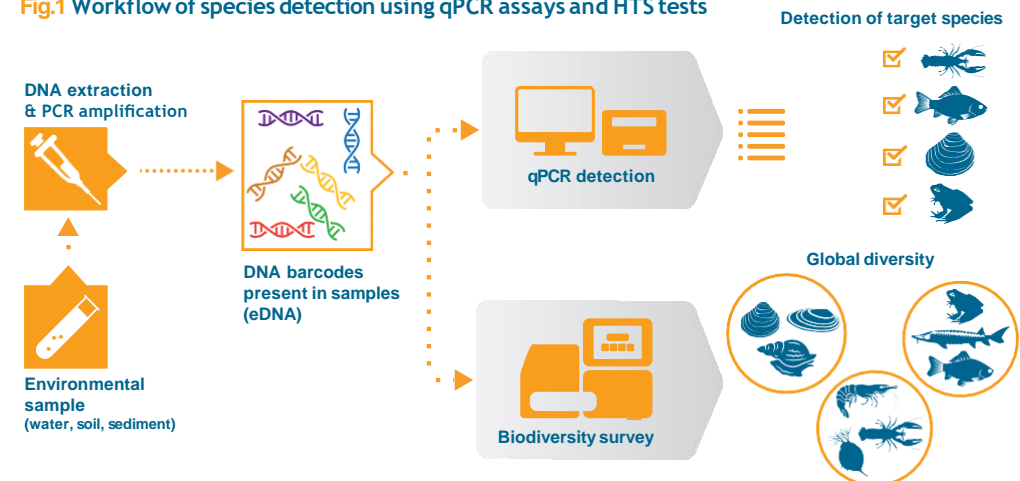 Fig.1 Workflow of species detection using qPCR assays and HTS tests
Detection of target species
DNA extraction
& PCR amplification
qPCR detection
DNA barcodes
present in samples
(eDNA)
Global diversity
Environmental
sample
(water, soil, sediment)
Biodiversity survey